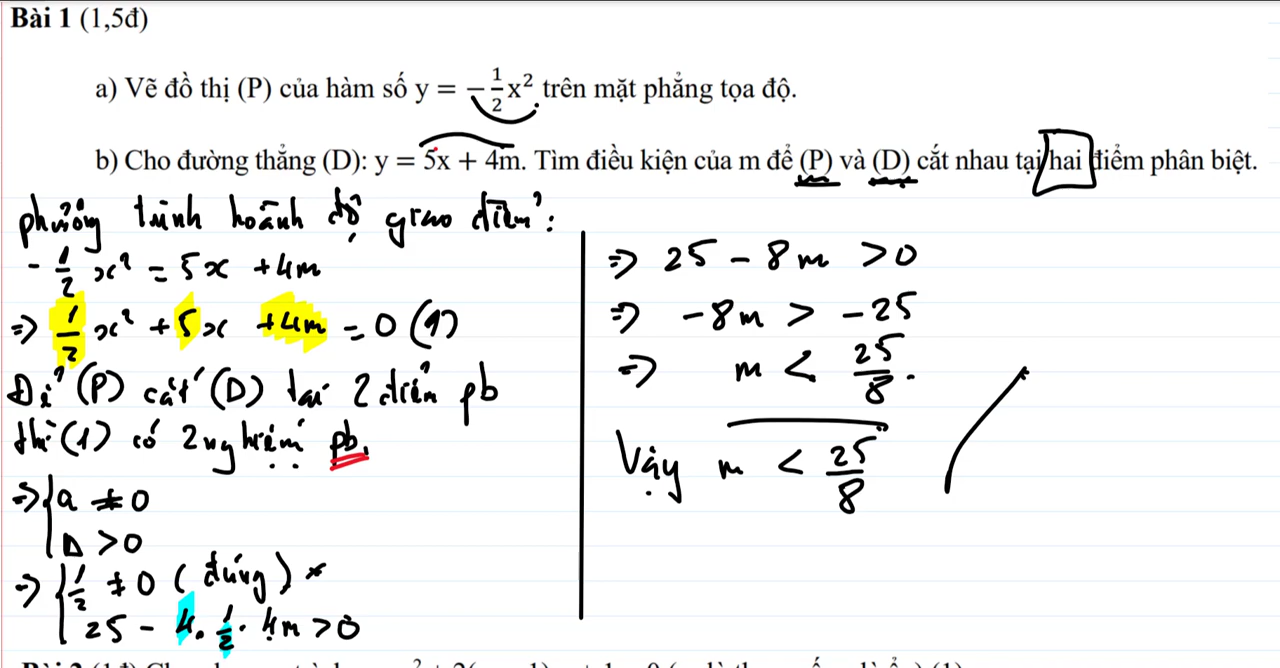 Bài 1 (1,5đ)
a) Vẽ đồ thị (P) của hàm số y = −1/2x² trên mặt phẳng tọa độ.
b) Cho đường thẳng (D): y = 5x + 4m. Tìm điều kiện của m để (P) và (D) cắt nhau tại hai điểm phân biệt.
phương trình hoành độ giao điểm:
- 1/2 x² = 5x + 4m
=> 1/2 x² + 5x + 4m = 0 (1)
Để (P) cắt (D) tại 2 điểm pb
thì (1) có 2 nghiệm pb.
=> { a ≠ 0
Δ > 0
=> { 1/2 ≠ 0 (đúng) *
25 - 4. 1/2 . 4m > 0
=> 25 - 8m > 0
=> -8m > -25
=> m < 25/8.
Vậy m < 25/8